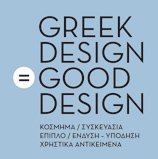 GREEK
DESIGN
=GOOD
DESIGN
ΚΟΣΜΗΜΑ / ΣΥΣΚΕΥΑΣΙΑ
ΕΠΙΠΛΟ / ΕΝΔΥΣΗ - ΥΠΟΔΗΣΗ
ΧΡΗΣΤΙΚΑ ΑΝΤΙΚΕΙΜΕΝΑ